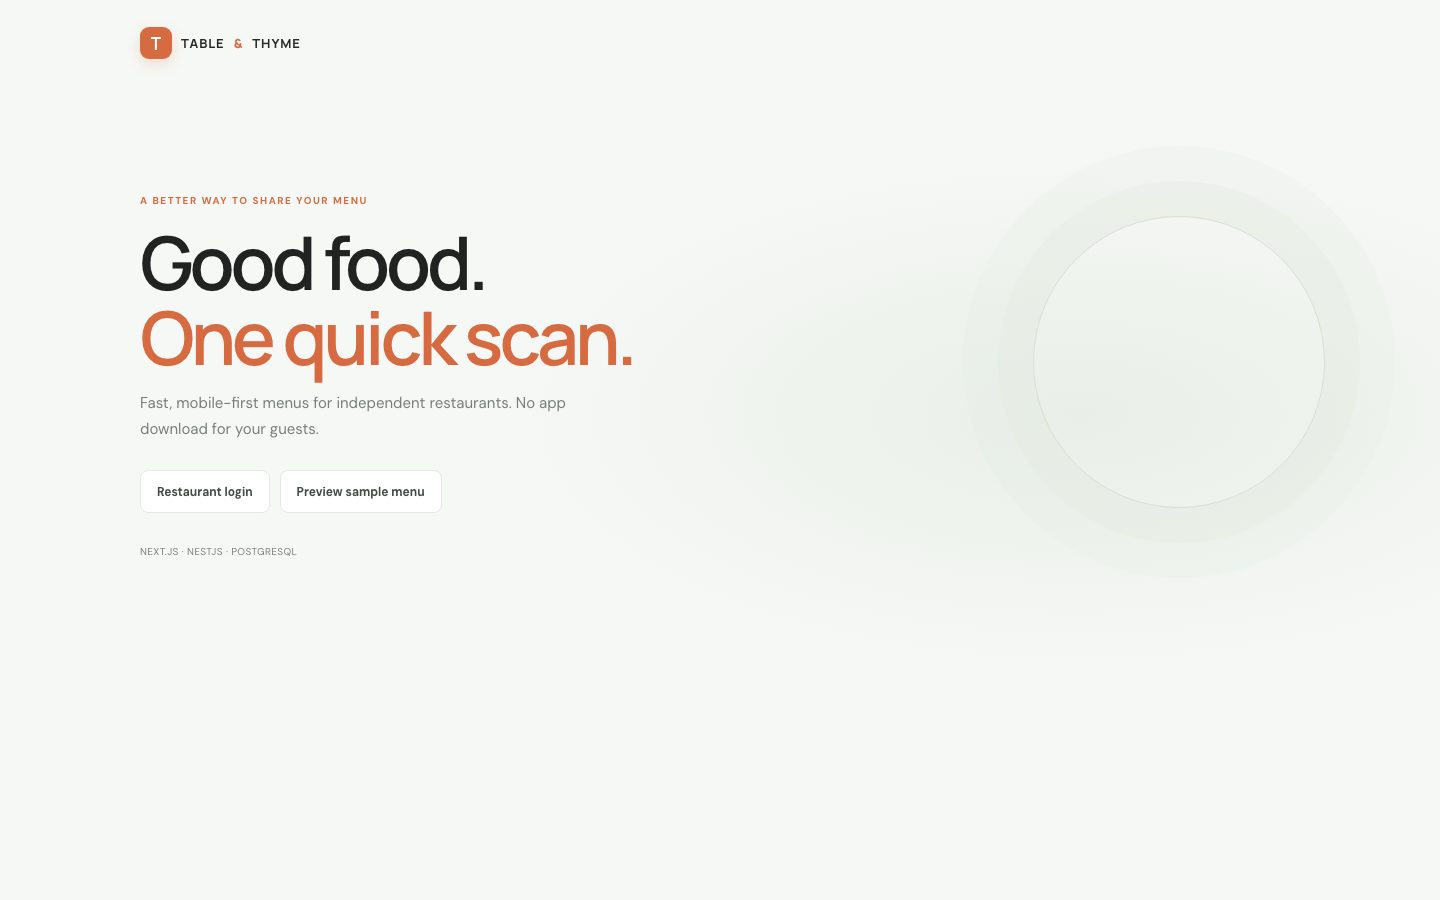 T TABLE & THYME
A BETTER WAY TO SHARE YOUR MENU
Good food.
One quick scan.
Fast, mobile-first menus for independent restaurants. No app
download for your guests.
Restaurant login Preview sample menu
NEXT.JS · NESTJS · POSTGRESQL